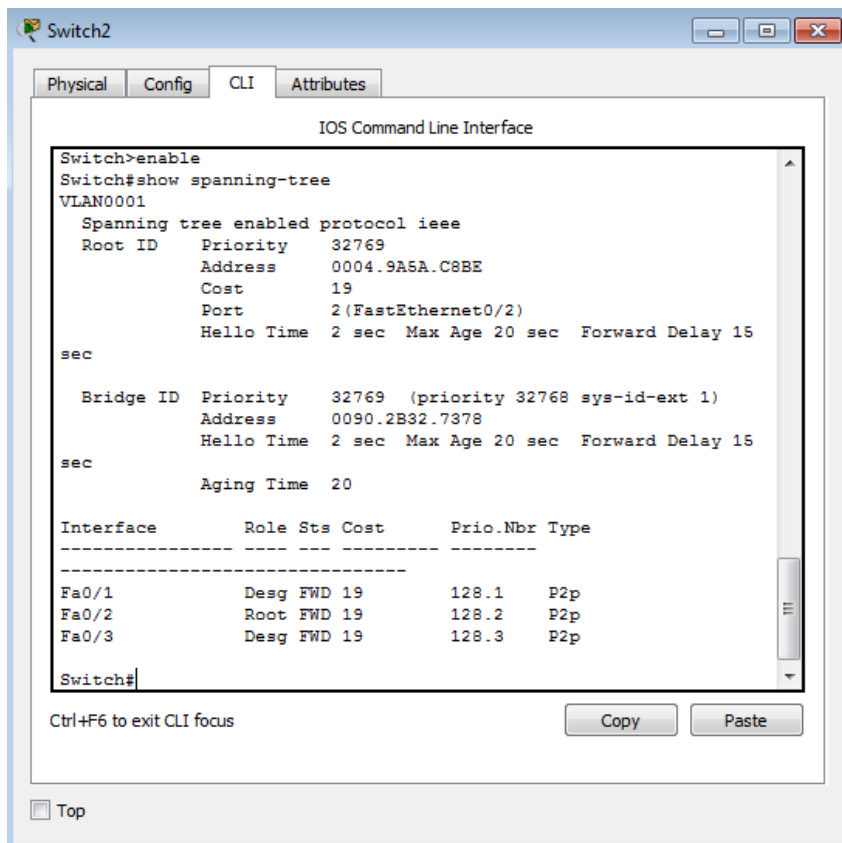 Switch2
Physical Config CLI Attributes
IOS Command Line Interface
Switch>enable
Switch#show spanning-tree
VLAN0001
  Spanning tree enabled protocol ieee
  Root ID    Priority    32769
             Address     0004.9A5A.C8BE
             Cost        19
             Port        2(FastEthernet0/2)
             Hello Time  2 sec  Max Age 20 sec  Forward Delay 15
sec
  Bridge ID  Priority    32769  (priority 32768 sys-id-ext 1)
             Address     0090.2B32.7378
             Hello Time  2 sec  Max Age 20 sec  Forward Delay 15
sec
             Aging Time  20
Interface        Role Sts Cost      Prio.Nbr Type
---------------- ---- --- --------- --------
--------------------------------
Fa0/1            Desg FWD 19        128.1    P2p
Fa0/2            Root FWD 19        128.2    P2p
Fa0/3            Desg FWD 19        128.3    P2p
Switch#
Ctrl+F6 to exit CLI focus
Copy Paste
Top